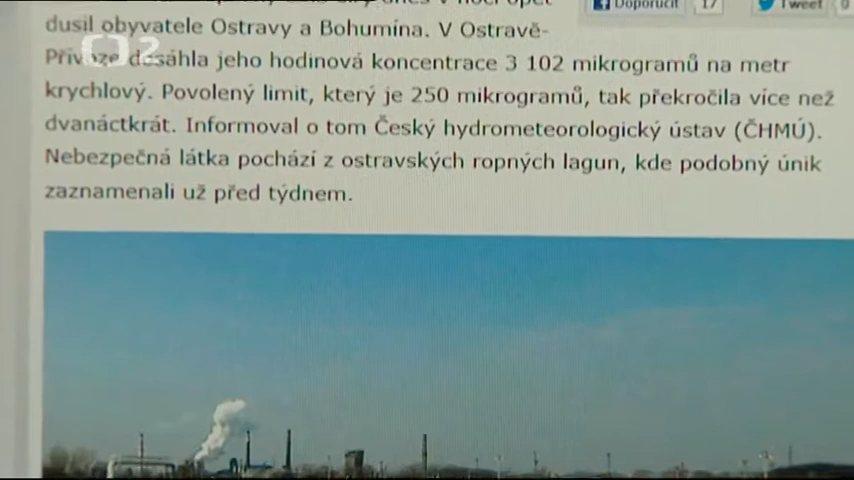 Doporučit 17 Tweet 0
dusil obyvatele Ostravy a Bohumína. V Ostravě-
dosáhla jeho hodinová koncentrace 3 102 mikrogramů na metr
krychlový. Povolený limit, který je 250 mikrogramů, tak překročila více než
dvanáctkrát. Informoval o tom Český hydrometeorologický ústav (ČHMÚ).
Nebezpečná látka pochází z ostravských ropných lagun, kde podobný únik
zaznamenali už před týdnem.